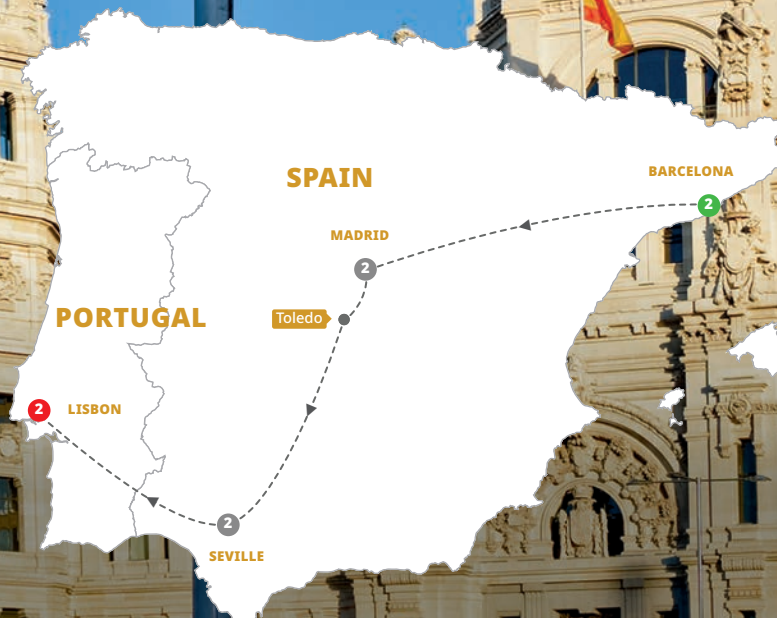 BARCELONA
2
SPAIN
MADRID
2
Toledo
PORTUGAL
2
LISBON
2
SEVILLE